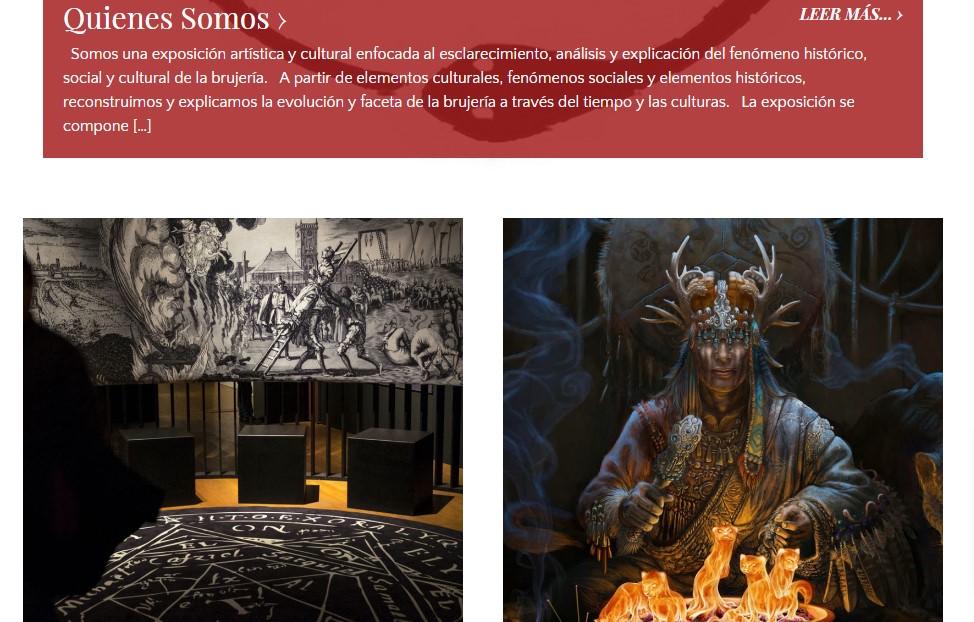 Quienes Somos ›
LEER MÁS... ›
Somos una exposición artística y cultural enfocada al esclarecimiento, análisis y explicación del fenómeno histórico,
social y cultural de la brujería. A partir de elementos culturales, fenómenos sociales y elementos históricos,
reconstruimos y explicamos la evolución y faceta de la brujería a través del tiempo y las culturas. La exposición se
compone [...]
ON